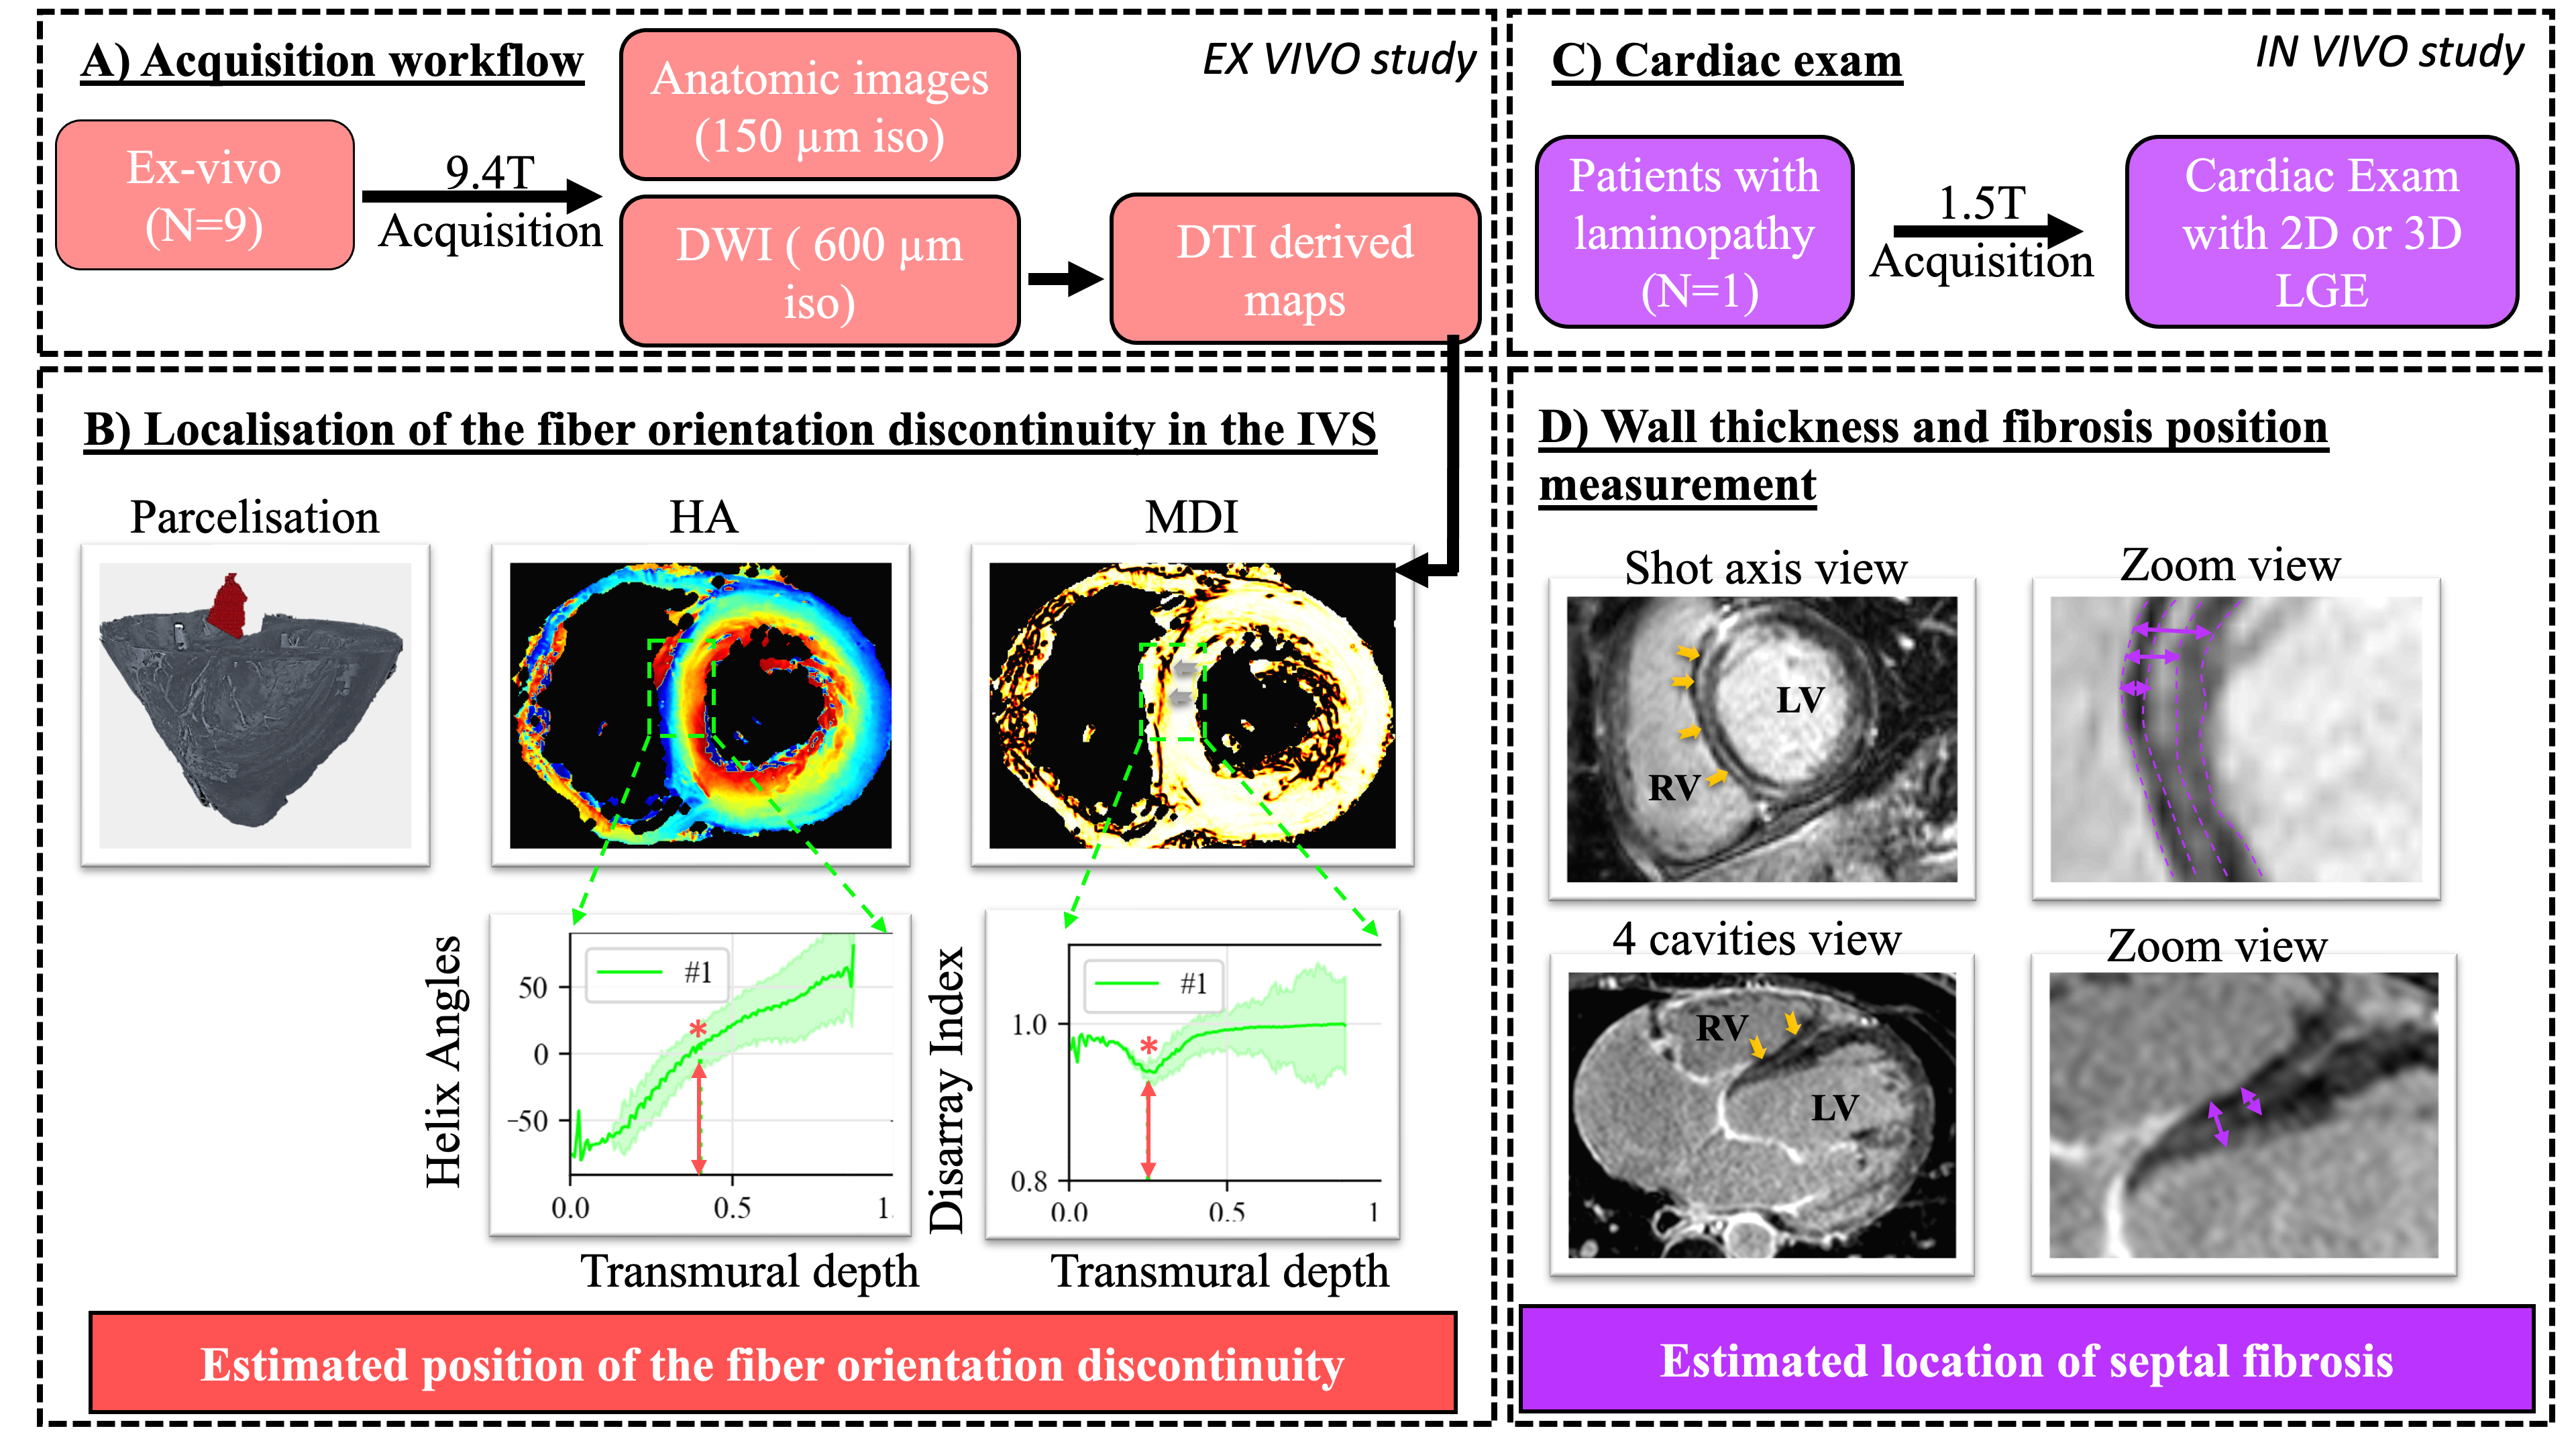 A) Acquisition workflow
EX VIVO study
Ex-vivo
(N=9)
9.4T
Acquisition
Anatomic images
(150 µm iso)
DWI ( 600 µm
iso)
DTI derived
maps
C) Cardiac exam
IN VIVO study
Patients with
laminopathy
(N=1)
1.5T
Acquisition
Cardiac Exam
with 2D or 3D
LGE
B) Localisation of the fiber orientation discontinuity in the IVS
Parcelisation
HA
MDI
Helix Angles
#1
50
0
−50
0.0
0.5
1.
Transmural depth
Disarray Index
#1
1.0
0.8
0.0
0.5
1
Transmural depth
Estimated position of the fiber orientation discontinuity
D) Wall thickness and fibrosis position
measurement
Shot axis view
Zoom view
LV
RV
4 cavities view
Zoom view
RV
LV
Estimated location of septal fibrosis